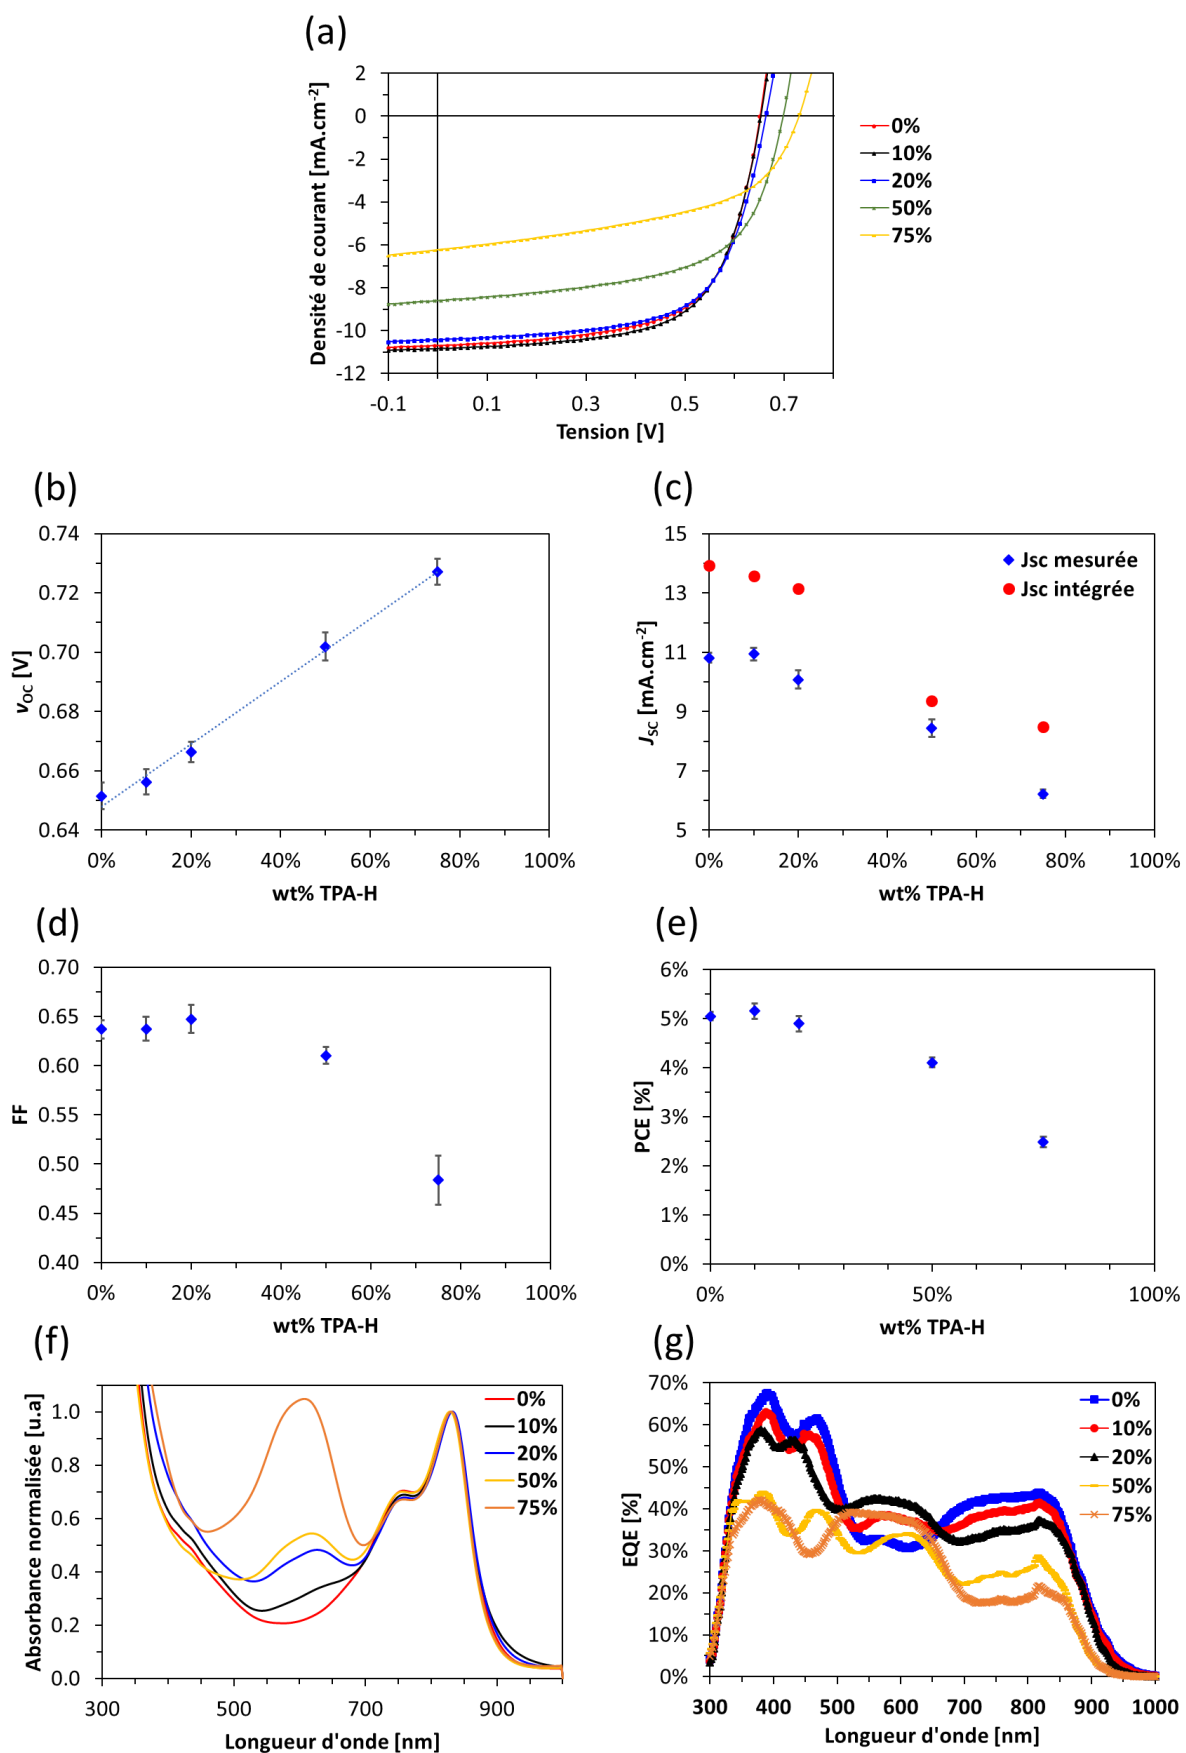 (a)
2
0
-2
-4
-6
-8
-10
-12
-0.1 0.1 0.3 0.5 0.7
Densité de courant [mA.cm-2]
Tension [V]
0%
10%
20%
50%
75%
(b)
0.74
0.72
0.70
0.68
0.66
0.64
0% 20% 40% 60% 80% 100%
voc [V]
wt% TPA-H
(c)
15
13
11
9
7
5
0% 20% 40% 60% 80% 100%
Jsc [mA.cm-2]
wt% TPA-H
Jsc mesurée
Jsc intégrée
(d)
0.70
0.65
0.60
0.55
0.50
0.45
0.40
0% 20% 40% 60% 80% 100%
FF
wt% TPA-H
(e)
6%
5%
4%
3%
2%
1%
0%
0% 50% 100%
PCE [%]
wt% TPA-H
(f)
1.0
0.8
0.6
0.4
0.2
0.0
300 500 700 900
Absorbance normalisée [u.a]
Longueur d'onde [nm]
0%
10%
20%
50%
75%
(g)
70%
60%
50%
40%
30%
20%
10%
0%
300 400 500 600 700 800 900 1000
EQE [%]
Longueur d'onde [nm]
0%
10%
20%
50%
75%